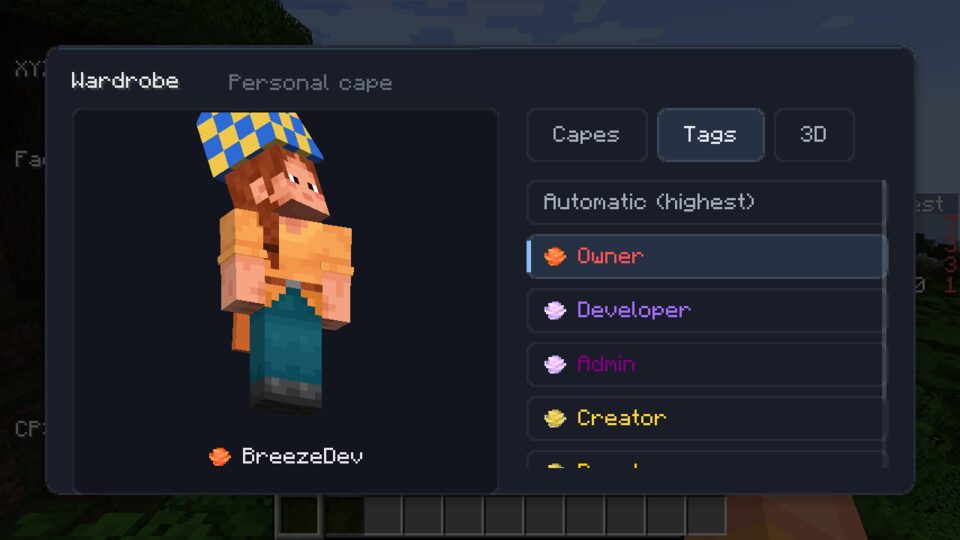 Wardrobe
Personal cape
Capes
Tags
3D
Automatic (highest)
Owner
Developer
Admin
Creator
BreezeDev